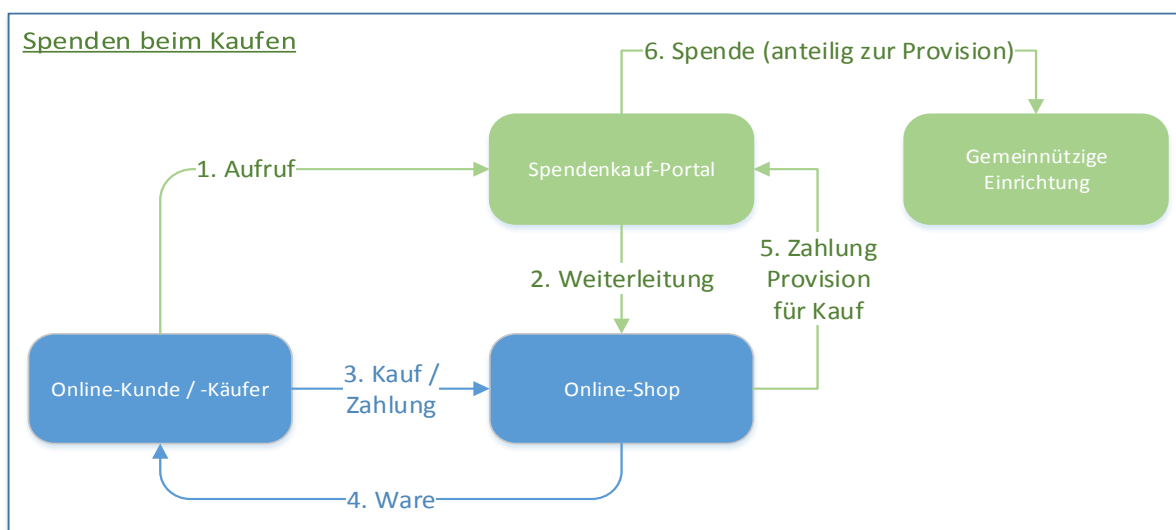 Spenden beim Kaufen
6. Spende (anteilig zur Provision)
1. Aufruf
Spendenkauf-Portal
Gemeinnützige
Einrichtung
2. Weiterleitung
5. Zahlung
Provision
für Kauf
Online-Kunde / -Käufer
3. Kauf /
Zahlung
Online-Shop
4. Ware